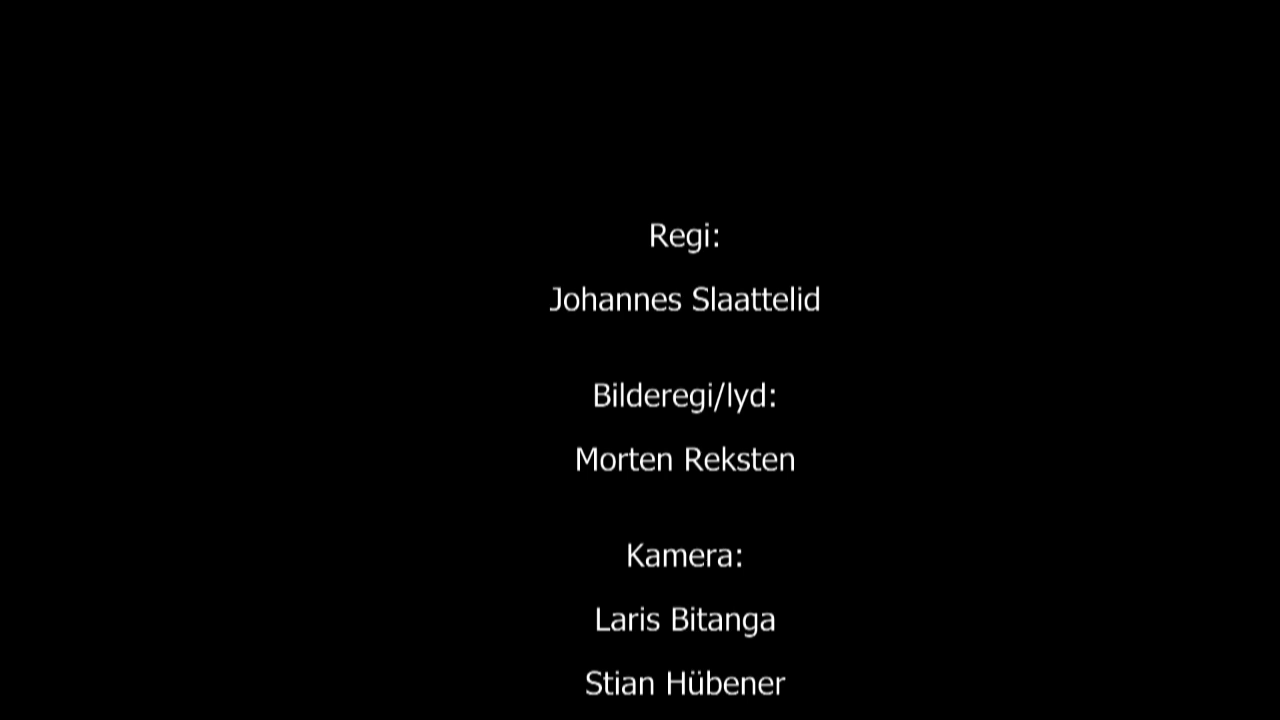 Regi:
Johannes Slaattelid
Bilderegi/lyd:
Morten Reksten
Kamera:
Laris Bitanga
Stian Hübener